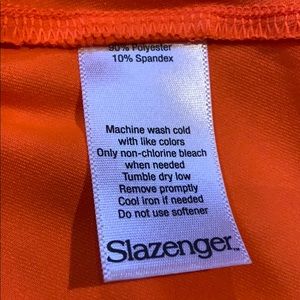 90% Polyester
10% Spandex
Machine wash cold
with like colors
Only non-chlorine bleach
when needed
Tumble dry low
Remove promptly
Cool iron if needed
Do not use softener
Slazenger